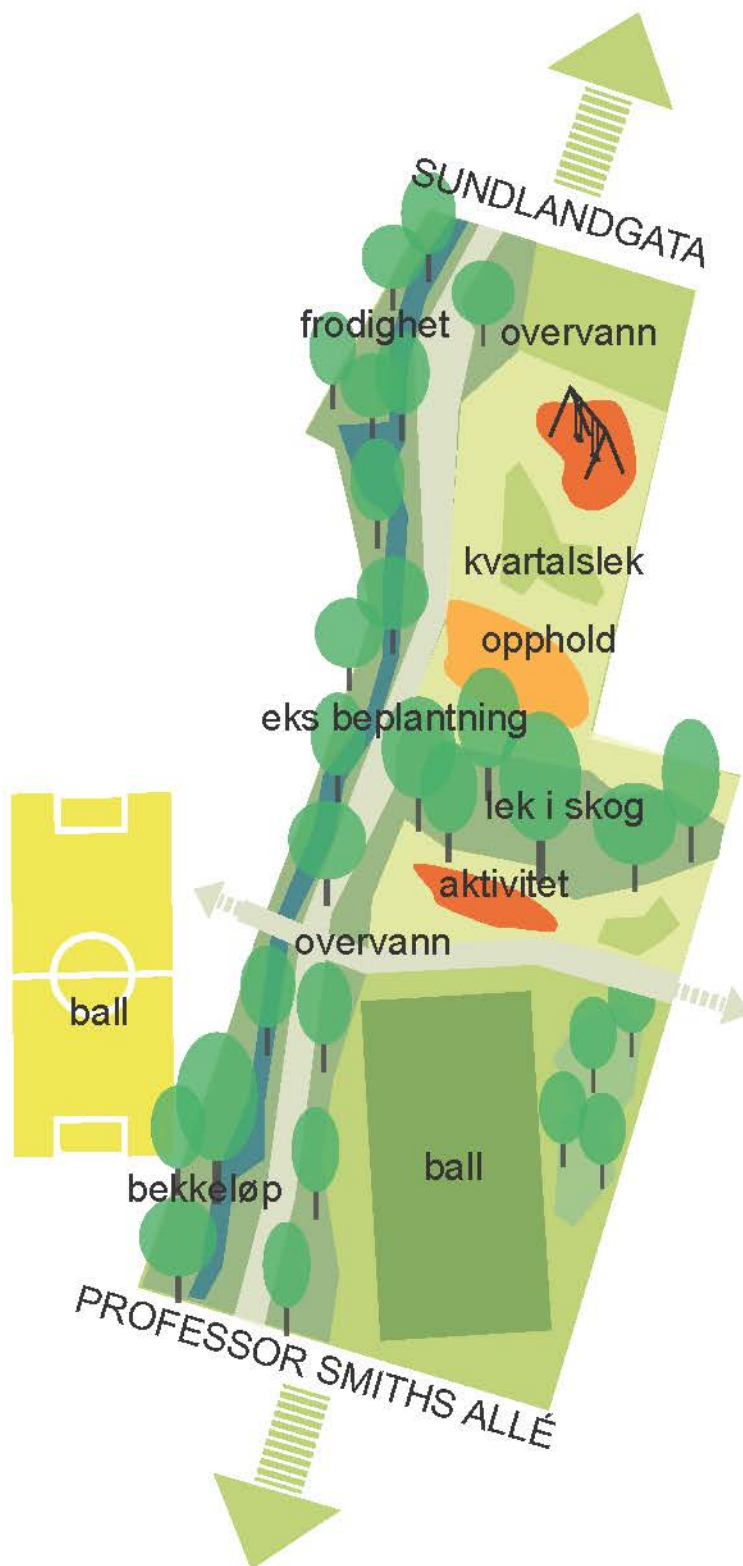 SUNDLANDGATA
frodighet
overvann
kvartalslek
opphold
eks beplantning
lek i skog
aktivitet
overvann
ball
ball
bekkeløp
PROFESSOR SMITHS ALLÉ